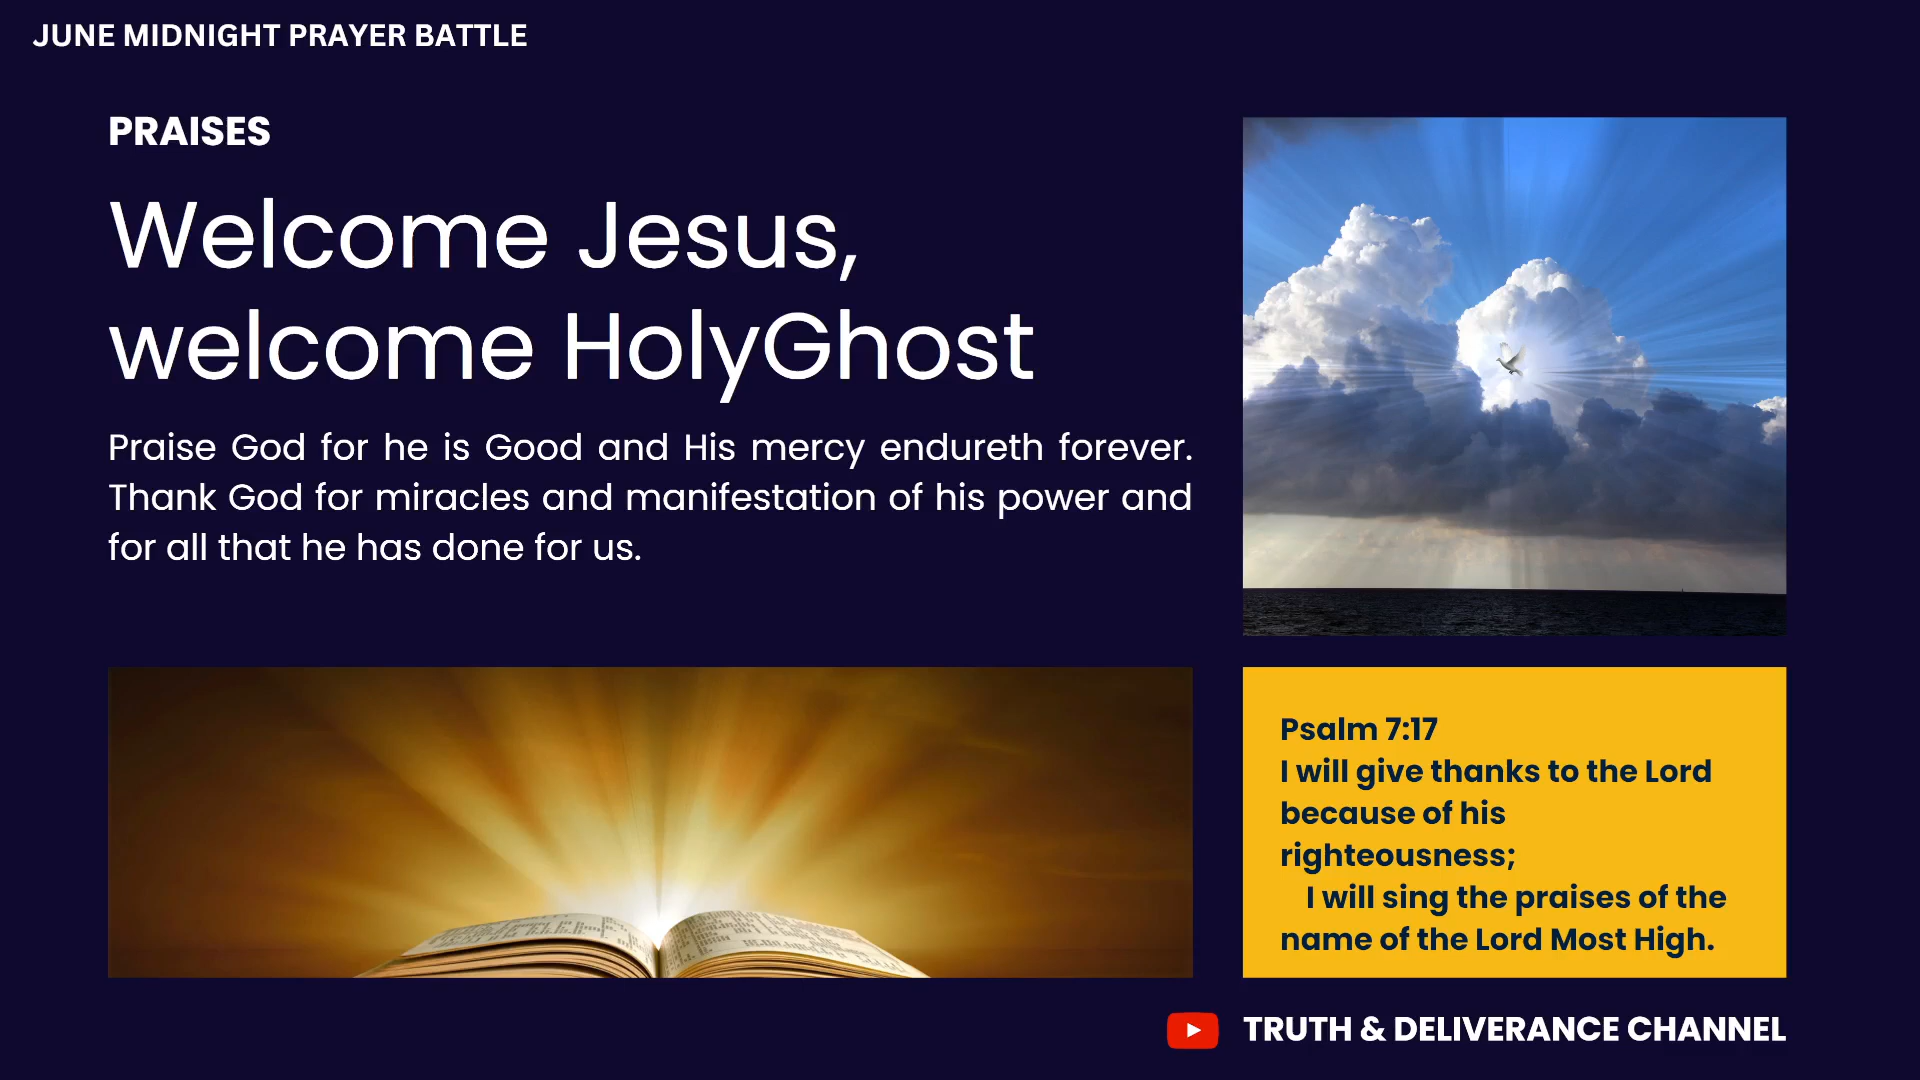 JUNE MIDNIGHT PRAYER BATTLE
PRAISES
Welcome Jesus,
welcome HolyGhost
Praise God for he is Good and His mercy endureth forever.
Thank God for miracles and manifestation of his power and
for all that he has done for us.
Psalm 7:17
I will give thanks to the Lord
because of his
righteousness;
I will sing the praises of the
name of the Lord Most High.
TRUTH & DELIVERANCE CHANNEL